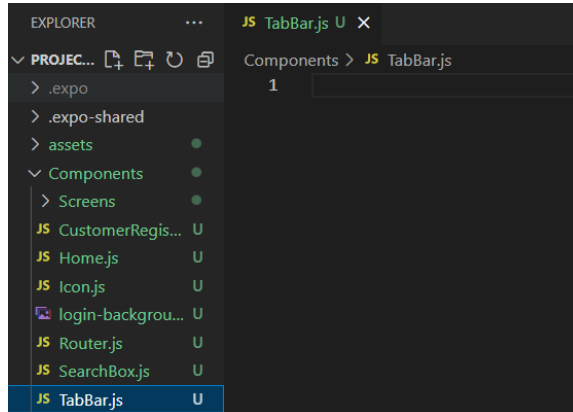 EXPLORER ...
JS TabBar.js U X
PROJEC...
Components > JS TabBar.js
1
> .expo
> .expo-shared
> assets
Components
> Screens
JS CustomerRegis... U
JS Home.js U
JS Icon.js U
login-backgrou... U
JS Router.js U
JS SearchBox.js U
JS TabBar.js U